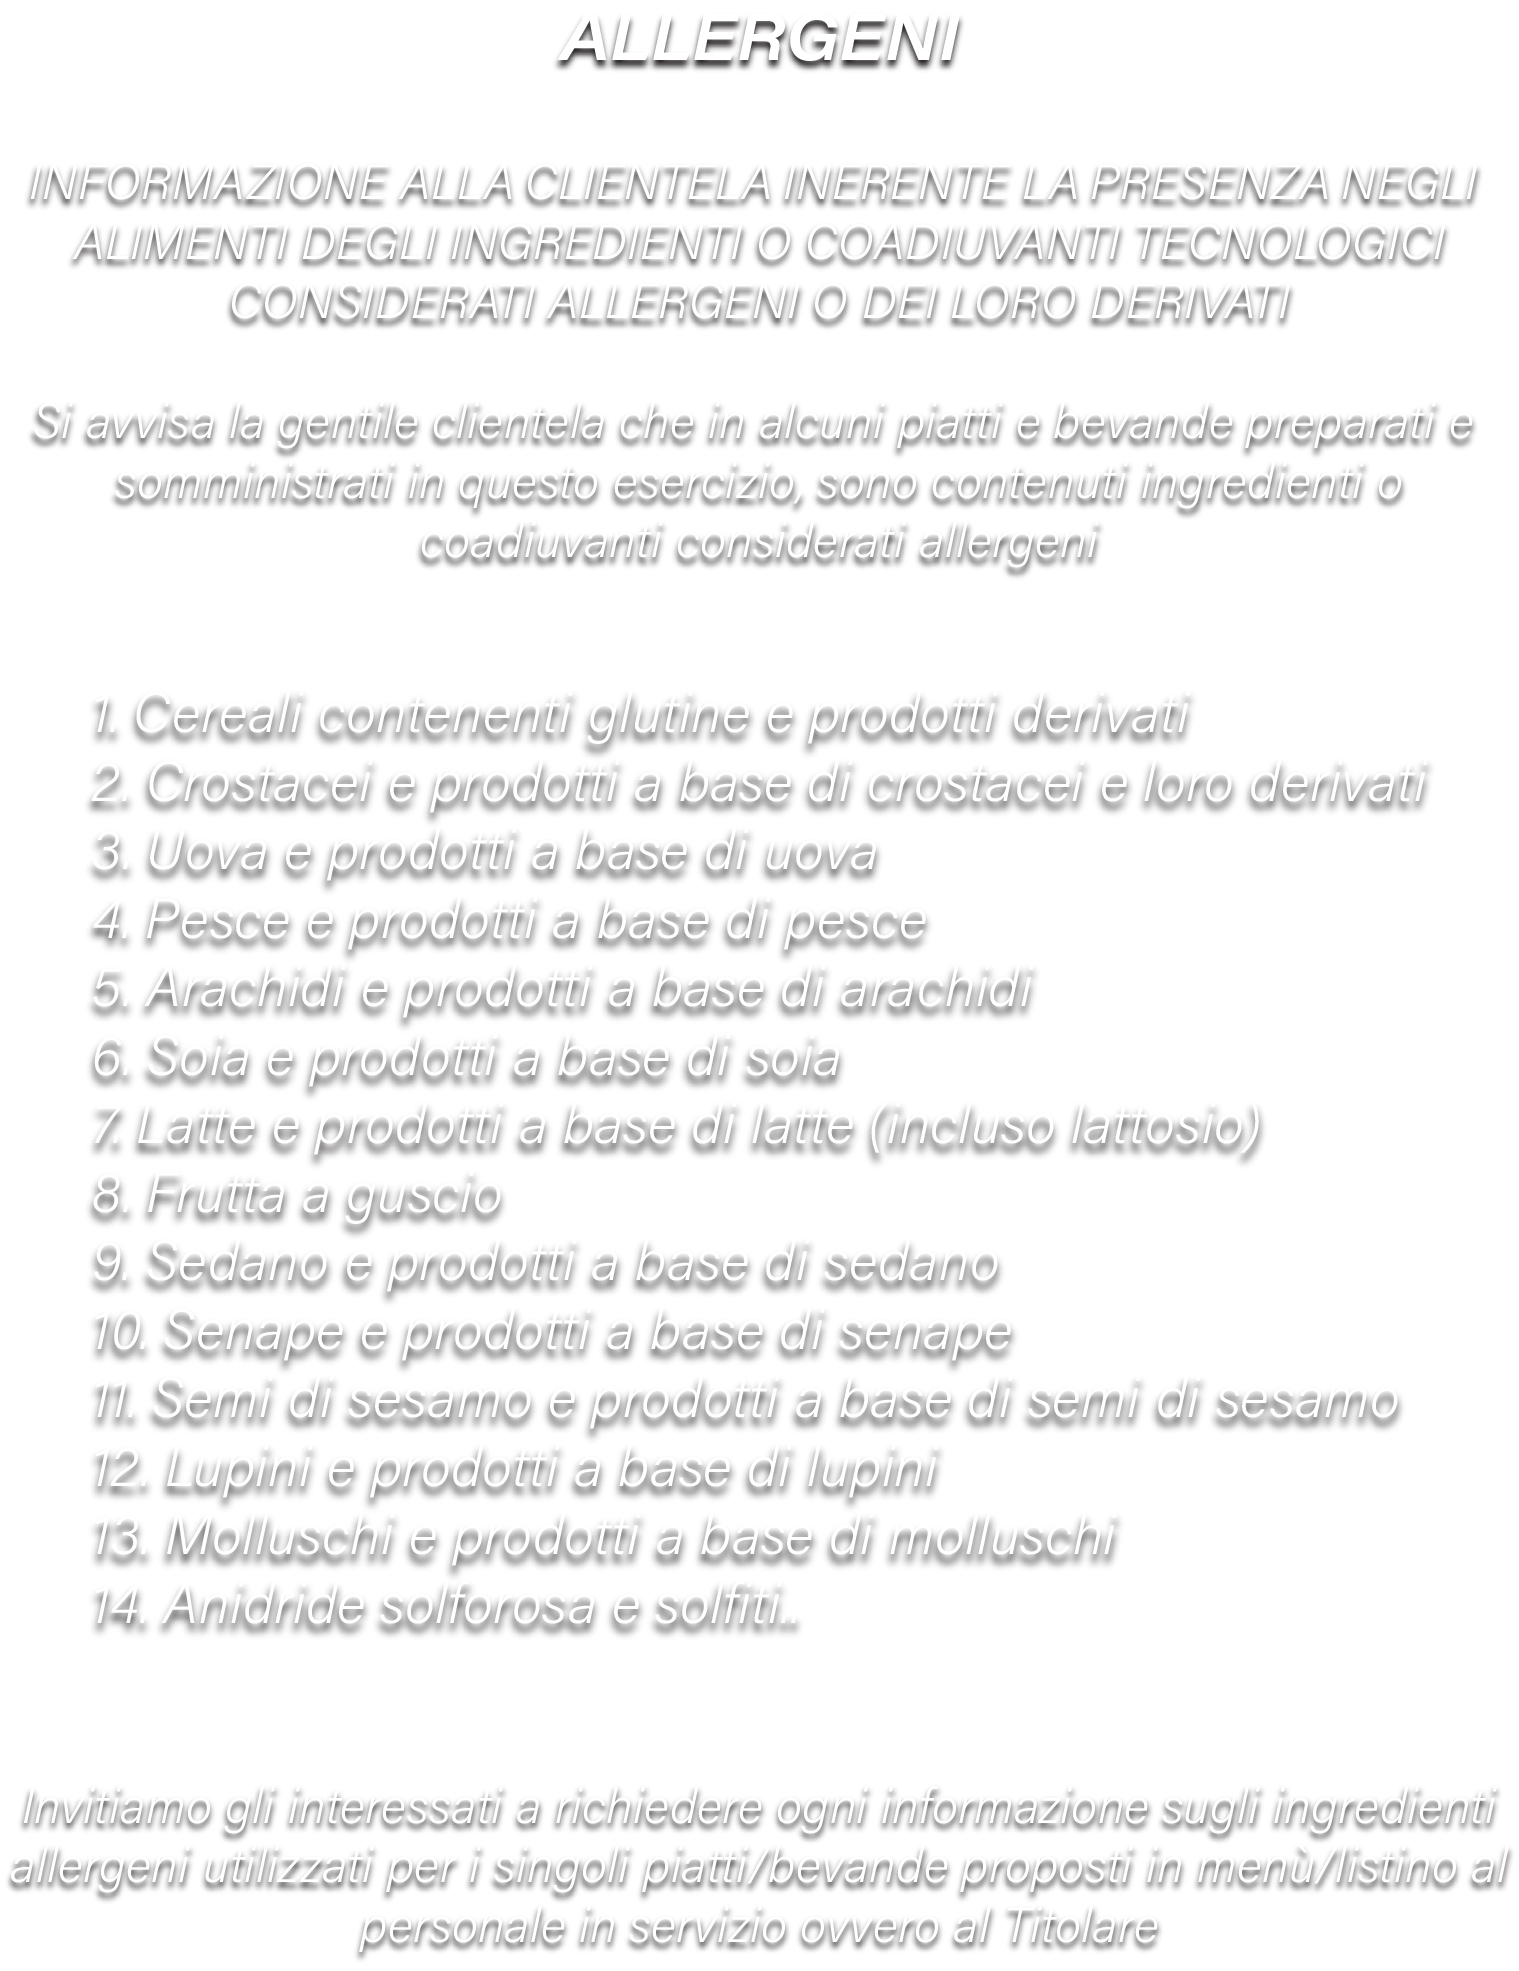 ALLERGENI
INFORMAZIONE ALLA CLIENTELA INERENTE LA PRESENZA NEGLI
ALIMENTI DEGLI INGREDIENTI O COADIUVANTI TECNOLOGICI
CONSIDERATI ALLERGENI O DEI LORO DERIVATI
Si avvisa la gentile clientela che in alcuni piatti e bevande preparati e
somministrati in questo esercizio, sono contenuti ingredienti o
coadiuvanti considerati allergeni
1. Cereali contenenti glutine e prodotti derivati
2. Crostacei e prodotti a base di crostacei e loro derivati
3. Uova e prodotti a base di uova
4. Pesce e prodotti a base di pesce
5. Arachidi e prodotti a base di arachidi
6. Soia e prodotti a base di soia
7. Latte e prodotti a base di latte (incluso lattosio)
8. Frutta a guscio
9. Sedano e prodotti a base di sedano
10. Senape e prodotti a base di senape
11. Semi di sesamo e prodotti a base di semi di sesamo
12. Lupini e prodotti a base di lupini
13. Molluschi e prodotti a base di molluschi
14. Anidride solforosa e solfiti..
Invitiamo gli interessati a richiedere ogni informazione sugli ingredienti
allergeni utilizzati per i singoli piatti/bevande proposti in menù/listino al
personale in servizio ovvero al Titolare